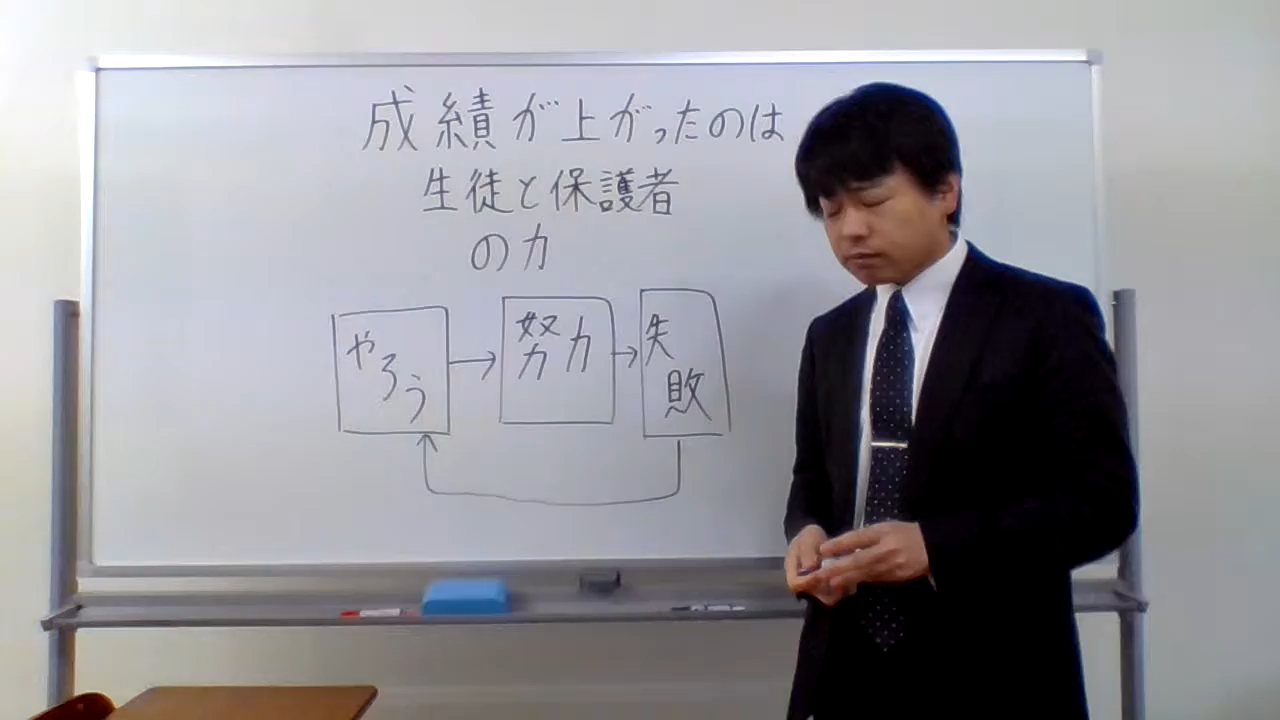 成績が上がったのは
生徒と保護者
の力
やろう
努力
失敗